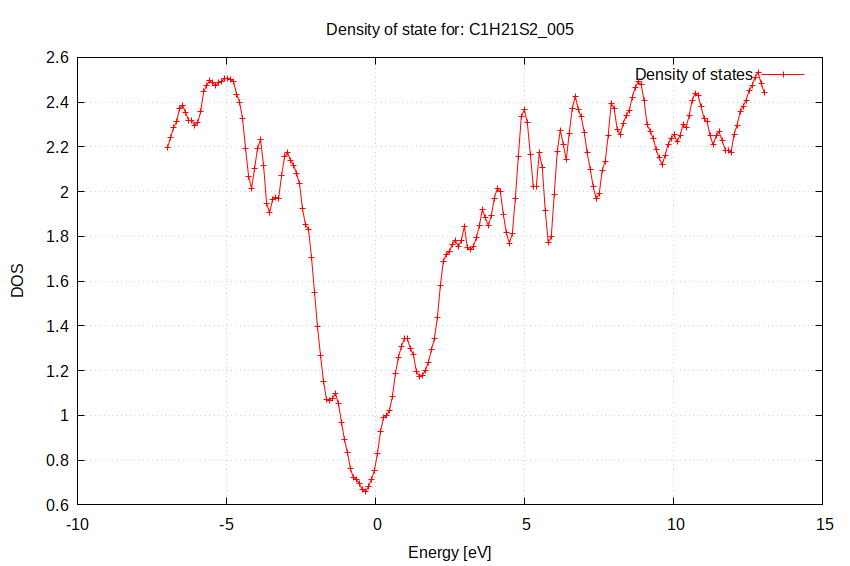 Density of state for: C1H21S2_005
Density of states
2.6
2.4
2.2
2
1.8
1.6
1.4
1.2
1
0.8
0.6
DOS
-10 -5 0 5 10 15
Energy [eV]